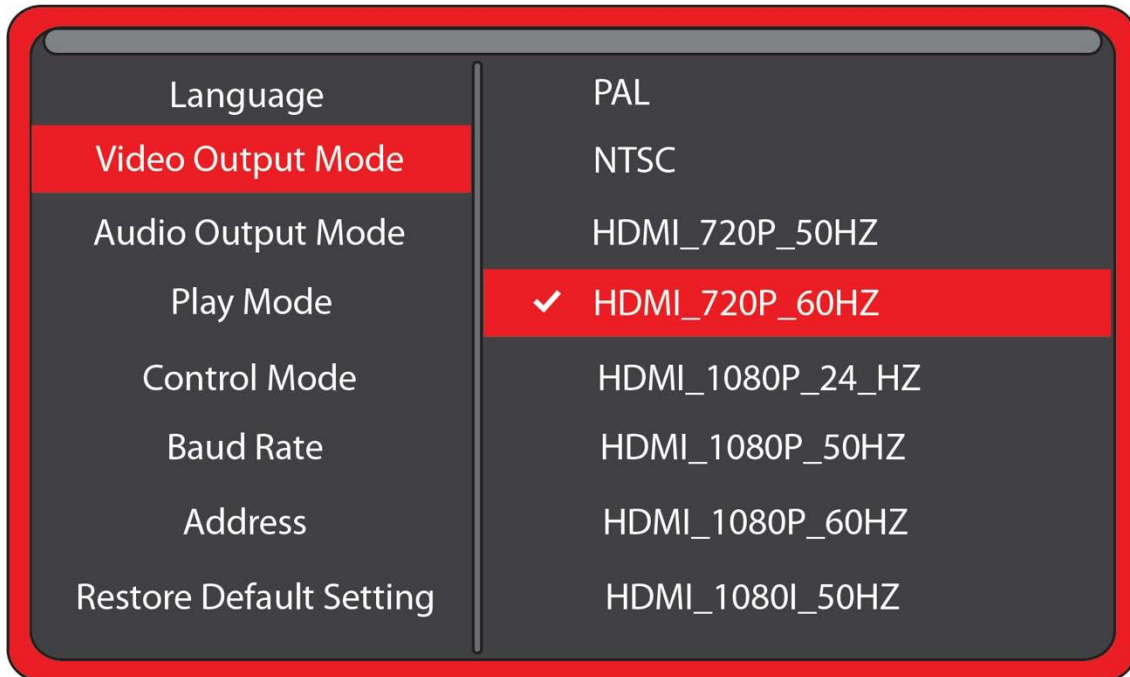 Language
Video Output Mode
Audio Output Mode
Play Mode
Control Mode
Baud Rate
Address
Restore Default Setting
PAL
NTSC
HDMI_720P_50HZ
HDMI_720P_60HZ
HDMI_1080P_24_HZ
HDMI_1080P_50HZ
HDMI_1080P_60HZ
HDMI_1080I_50HZ